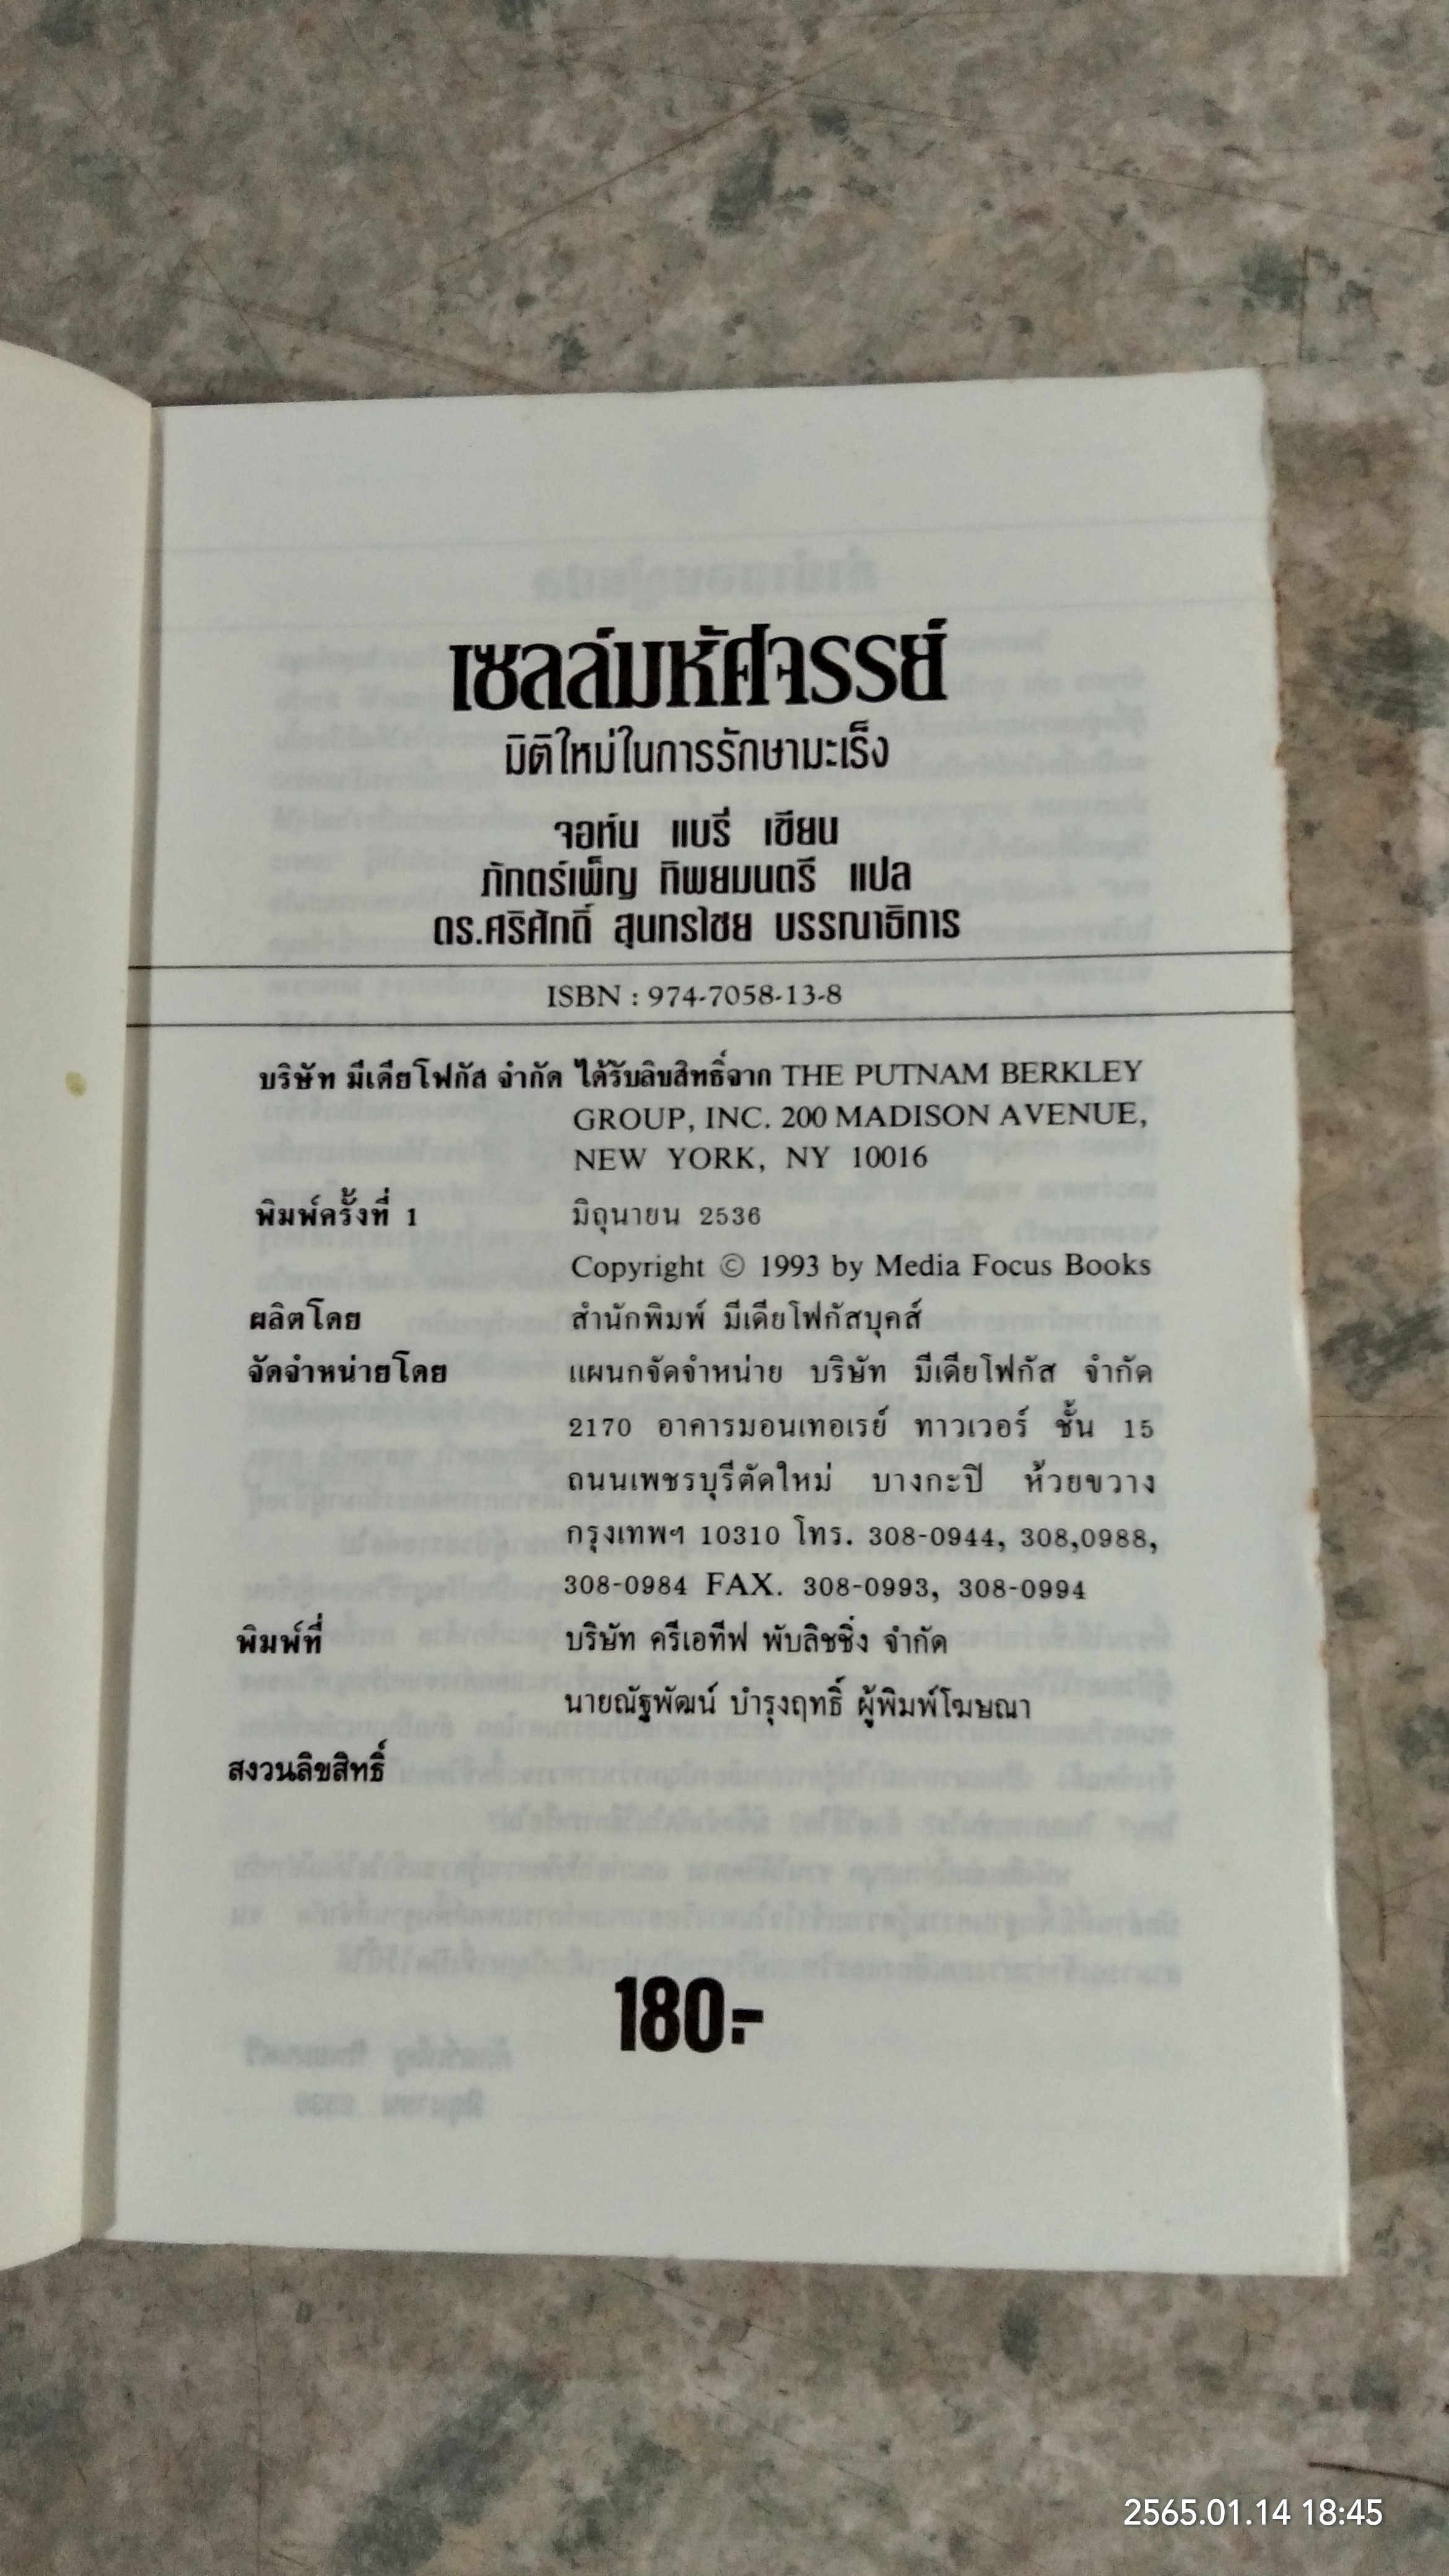 เซลล์มหัศจรรย์
มิติใหม่ในการรักษามะเร็ง
จอห์น แบรี่ เขียน
ภักตร์เพ็ญ ทิพยมนตรี แปล
ดร.ศริศักดิ์ สุนทรไชย บรรณาธิการ
ISBN : 974-7058-13-8
บริษัท มีเดียโฟกัส จำกัด ได้รับลิบสิทธิ์จาก THE PUTNAM BERKLEY
GROUP, INC. 200 MADISON AVENUE,
NEW YORK, NY 10016
พิมพ์ครั้งที่ 1 มิถุนายน 2536
Copyright © 1993 by Media Focus Books
ผลิตโดย สำนักพิมพ์ มีเดียโฟกัสบุคส์
จัดจำหน่ายโดย แผนกจัดจำหน่าย บริษัท มีเดียโฟกัส จำกัด
2170 อาคารมอนเทอเรย์ ทาวเวอร์ ชั้น 15
ถนนเพชรบุรีตัดใหม่ บางกะปิ ห้วยขวาง
กรุงเทพฯ 10310 โทร. 308-0944, 308,0988,
308-0984 FAX. 308-0993, 308-0994
พิมพ์ที่ บริษัท ครีเอทีฟ พับลิชชิ่ง จำกัด
นายณัฐพัฒน์ บำรุงฤทธิ์ ผู้พิมพ์โฆษณา
สงวนลิขสิทธิ์
180.-
2565.01.14 18:45